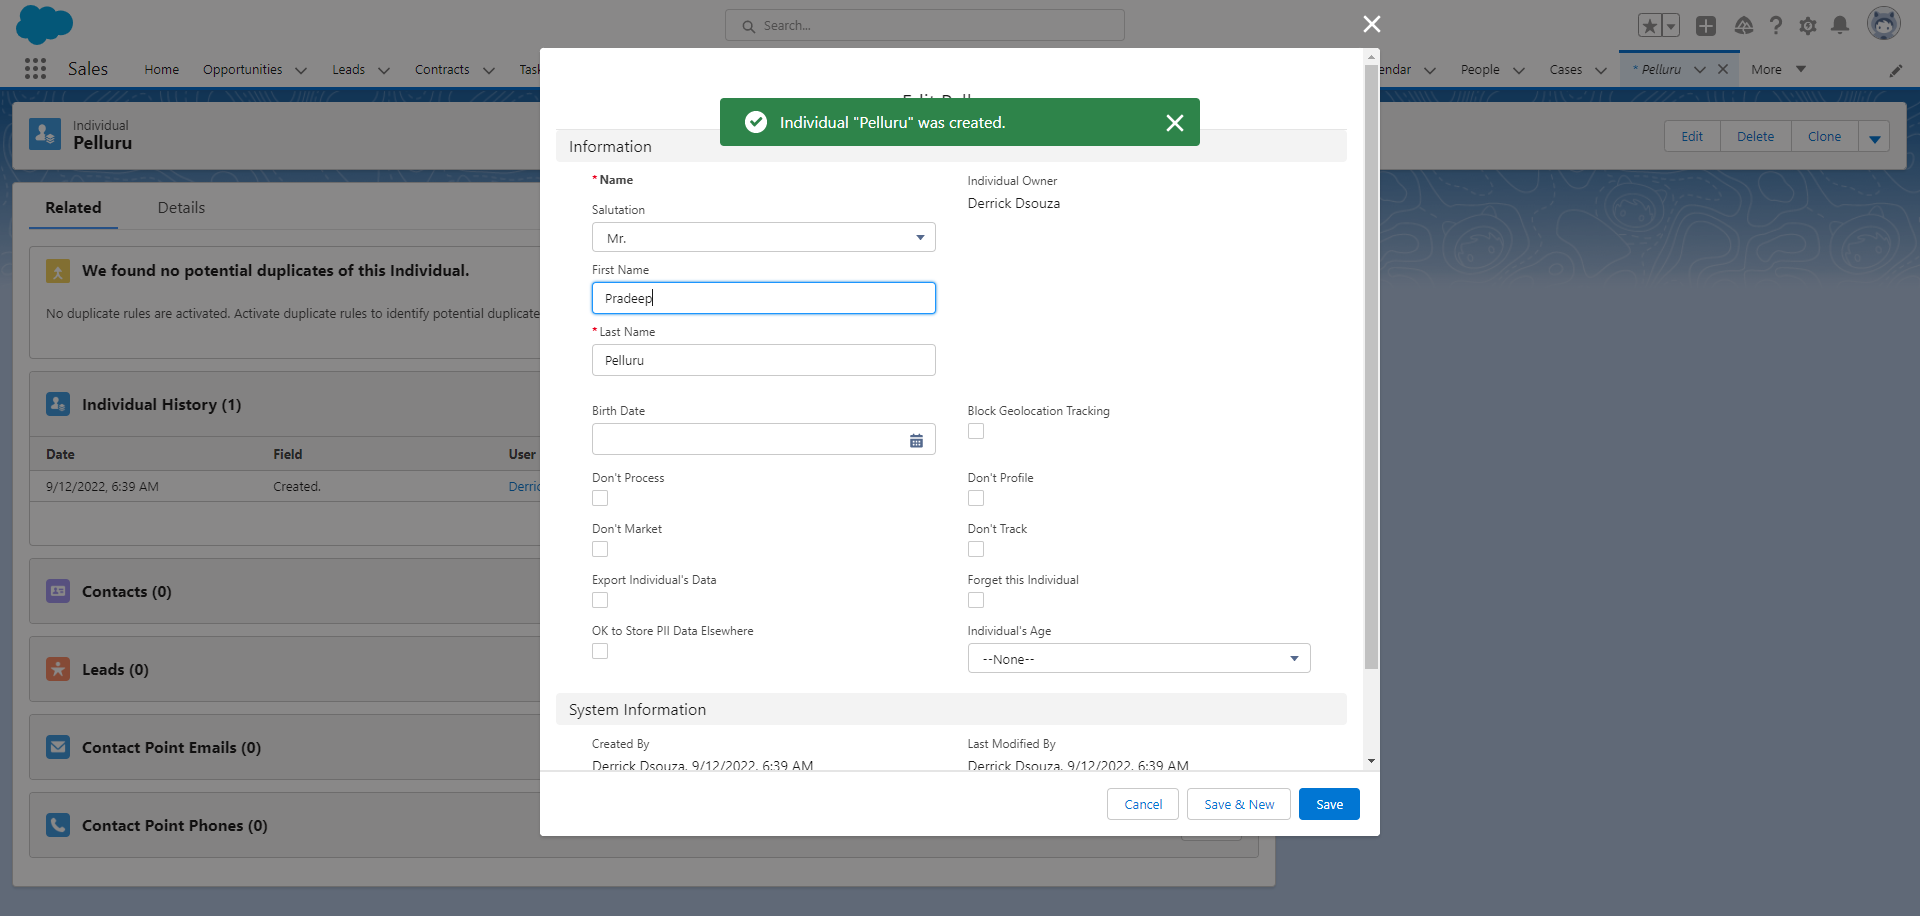 Search...
Sales
Home
Opportunities
Leads
Contracts
People
Cases
* Pelluru
More
Individual
Pelluru
Edit
Delete
Clone
Related
Details
We found no potential duplicates of this Individual.
No duplicate rules are activated. Activate duplicate rules to identify potential duplicate
Individual History (1)
Date
Field
User
9/12/2022, 6:39 AM
Created.
Contacts (0)
Leads (0)
Contact Point Emails (0)
Contact Point Phones (0)
Edit
Individual "Pelluru" was created.
Information
*Name
Individual Owner
Derrick Dsouza
Salutation
Mr.
First Name
Pradeep
*Last Name
Pelluru
Birth Date
Block Geolocation Tracking
Don't Process
Don't Profile
Don't Market
Don't Track
Export Individual's Data
Forget this Individual
OK to Store PII Data Elsewhere
Individual's Age
--None--
System Information
Created By
Last Modified By
Derrick Dsouza, 9/12/2022, 6:39 AM
Derrick Dsouza, 9/12/2022, 6:39 AM
Cancel
Save & New
Save